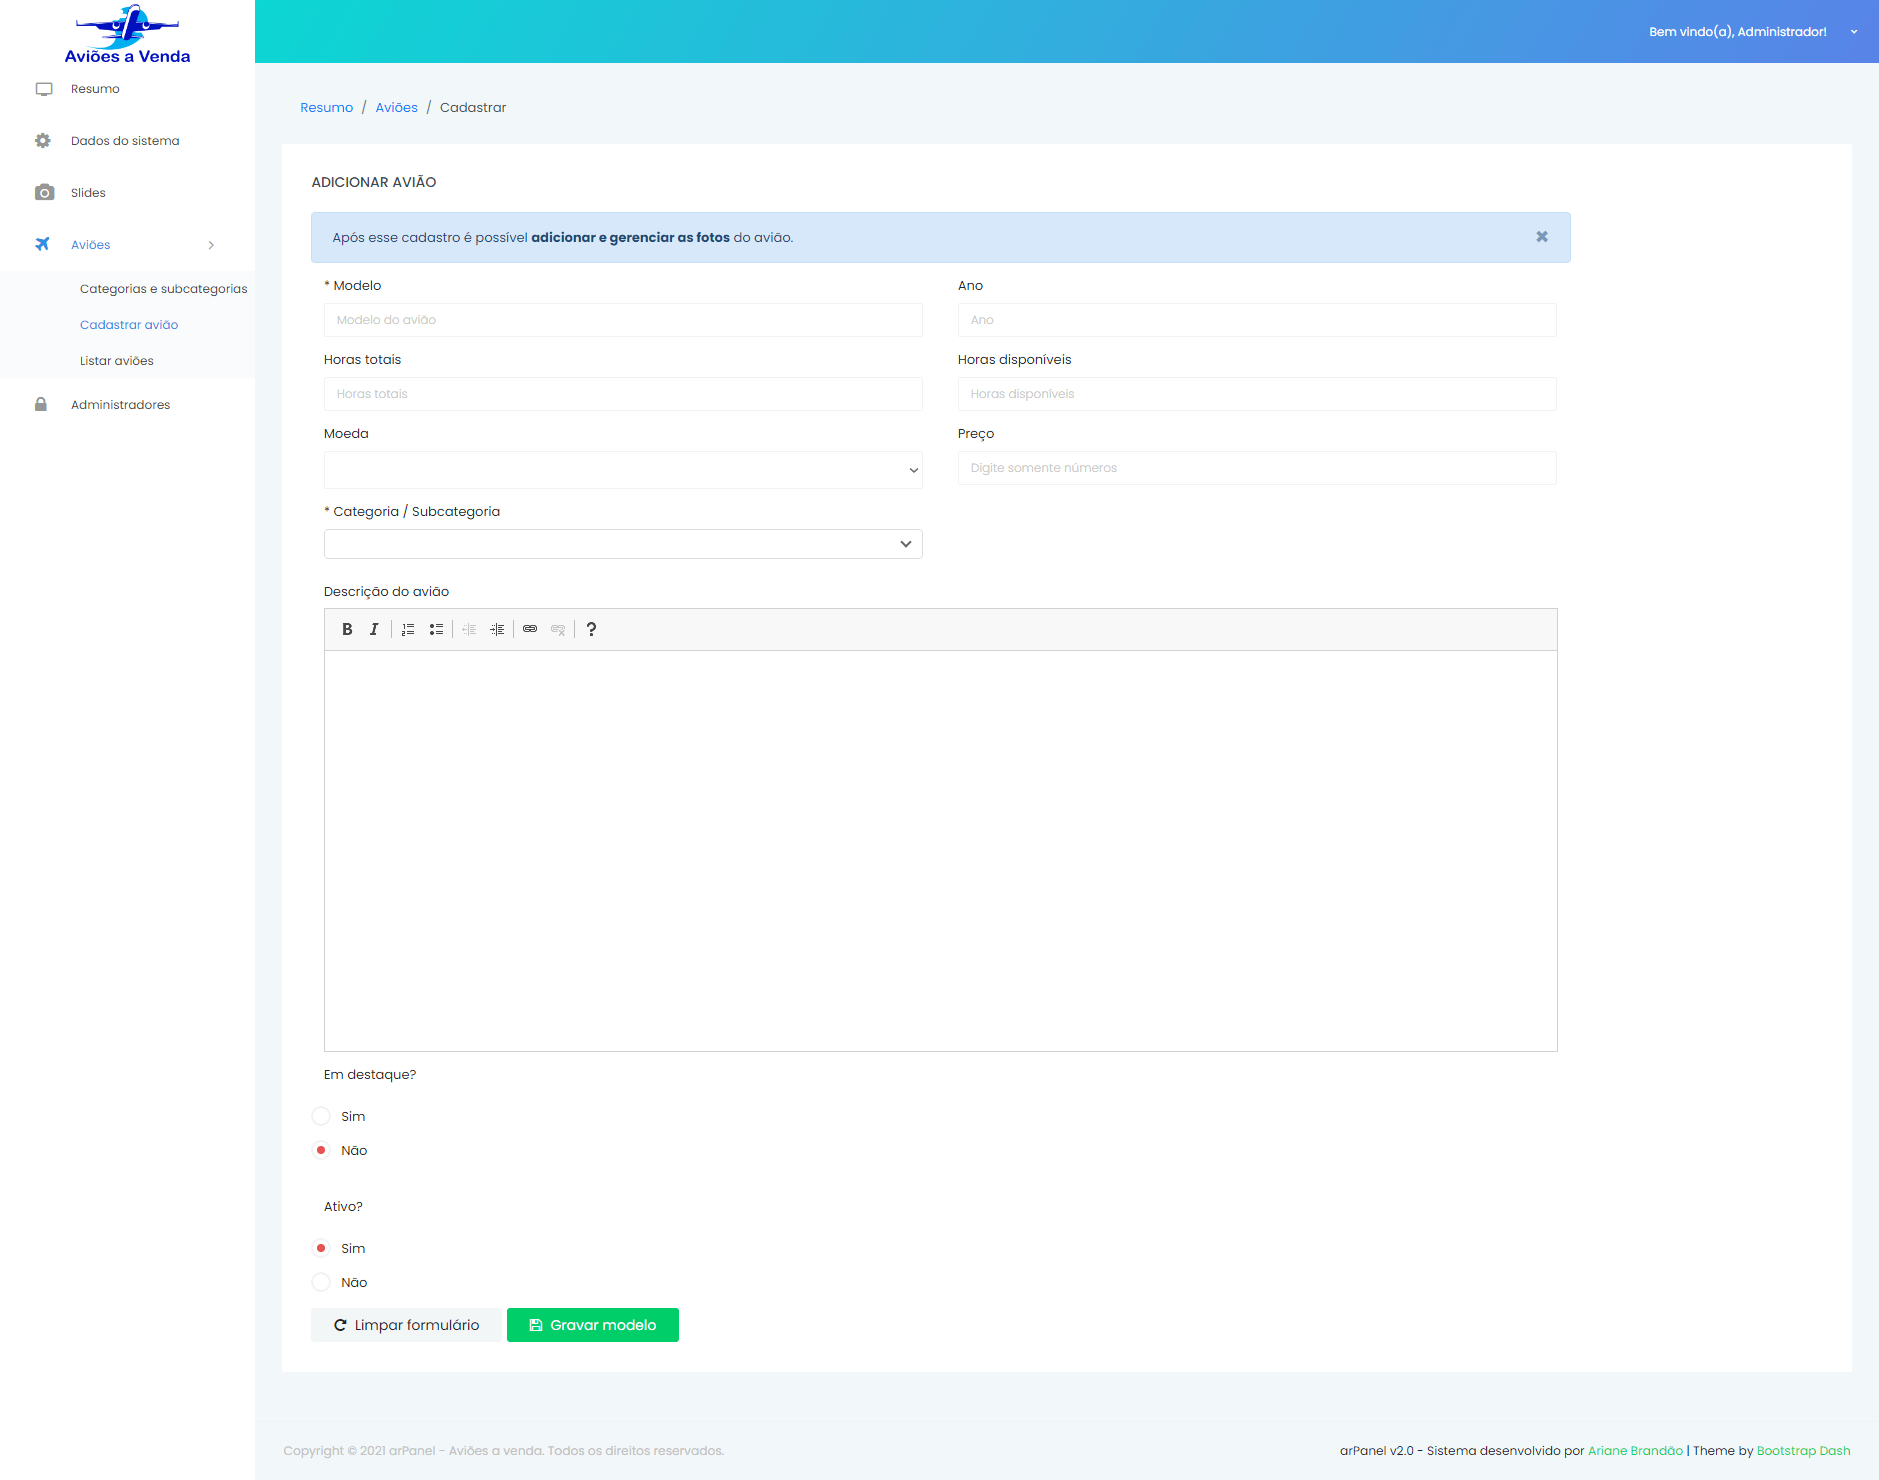 Aviões a Venda
Bem vindo(a), Administrador!
Resumo
Dados do sistema
Slides
Aviões
Categorias e subcategorias
Cadastrar avião
Listar aviões
Administradores
Resumo / Aviões / Cadastrar
ADICIONAR AVIÃO
Após esse cadastro é possível adicionar e gerenciar as fotos do avião.
* Modelo
Modelo do avião
Ano
Ano
Horas totais
Horas totais
Horas disponíveis
Horas disponíveis
Moeda
Preço
Digite somente números
* Categoria / Subcategoria
Descrição do avião
B I ?
Em destaque?
Sim
Não
Ativo?
Sim
Não
Limpar formulário
Gravar modelo
Copyright © 2021 arPanel - Aviões a venda. Todos os direitos reservados.
arPanel v2.0 - Sistema desenvolvido por Ariane Brandão | Theme by Bootstrap Dash